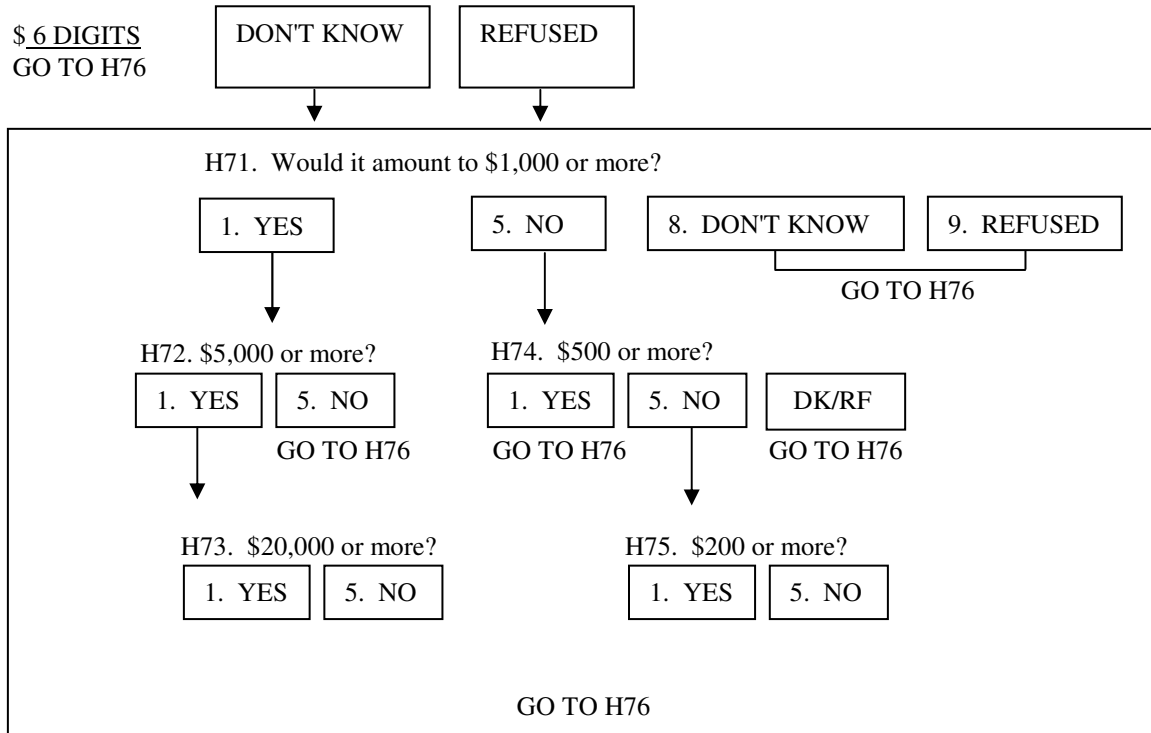 $ 6 DIGITS
GO TO H76
DON'T KNOW
REFUSED
H71. Would it amount to $1,000 or more?
1. YES
5. NO
8. DON'T KNOW
9. REFUSED
GO TO H76
H72. $5,000 or more?
1. YES
5. NO
GO TO H76
H74. $500 or more?
1. YES
5. NO
DK/RF
GO TO H76
GO TO H76
H73. $20,000 or more?
1. YES
5. NO
H75. $200 or more?
1. YES
5. NO
GO TO H76